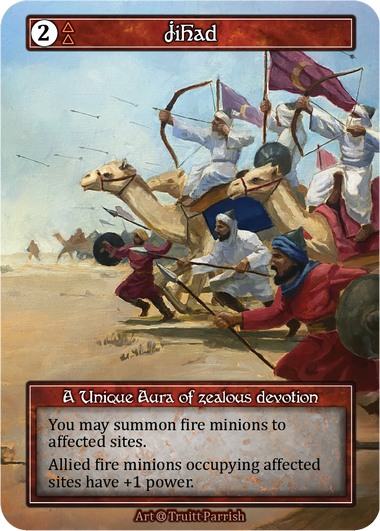 2
Jihad
A Unique Aura of zealous devotion
You may summon fire minions to
affected sites.
Allied fire minions occupying affected
sites have +1 power.
Art @ Truitt Parrish